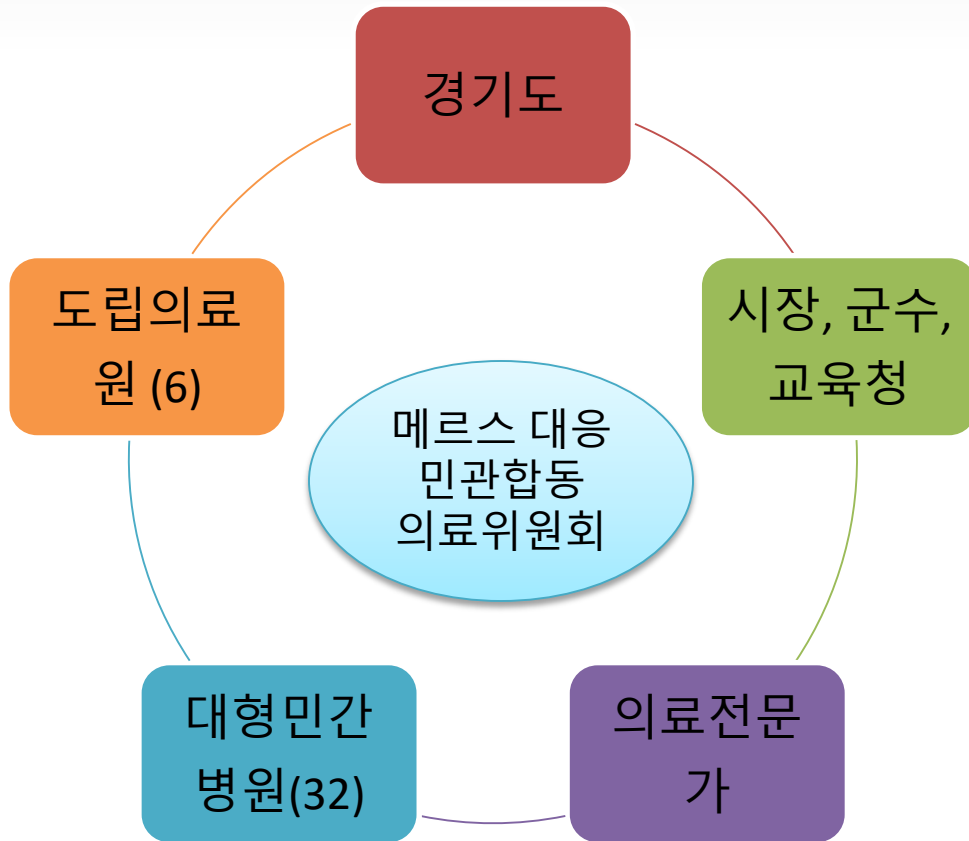 경기도
시장, 군수,
교육청
의료전문
가
대형민간
병원(32)
도립의료
원 (6)
메르스 대응
민관합동
의료위원회